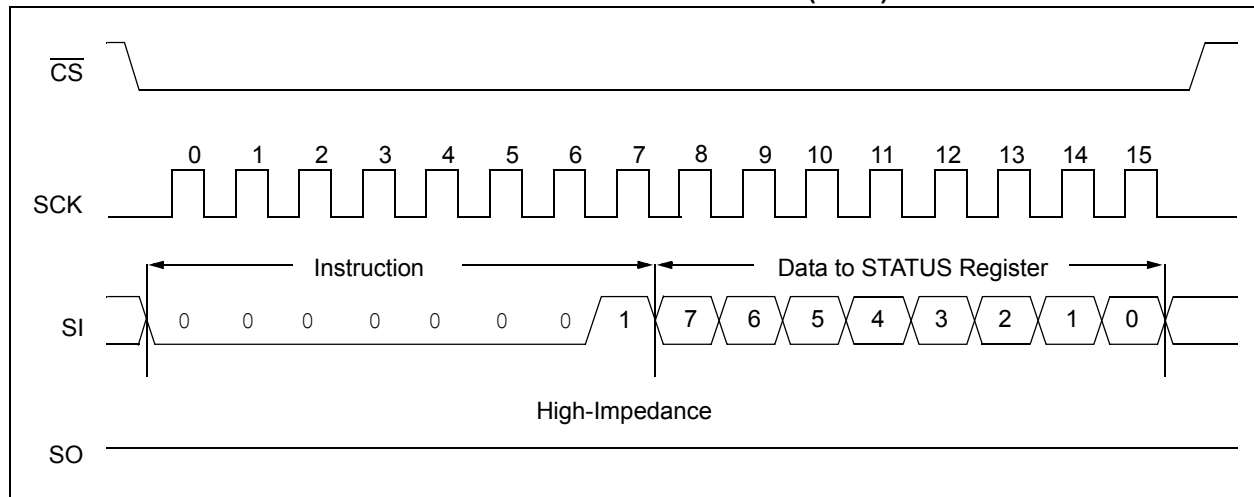 CS
0 1 2 3 4 5 6 7 8 9 10 11 12 13 14 15
SCK
Instruction Data to STATUS Register
SI 0 0 0 0 0 0 0 1 7 6 5 4 3 2 1 0
High-Impedance
SO